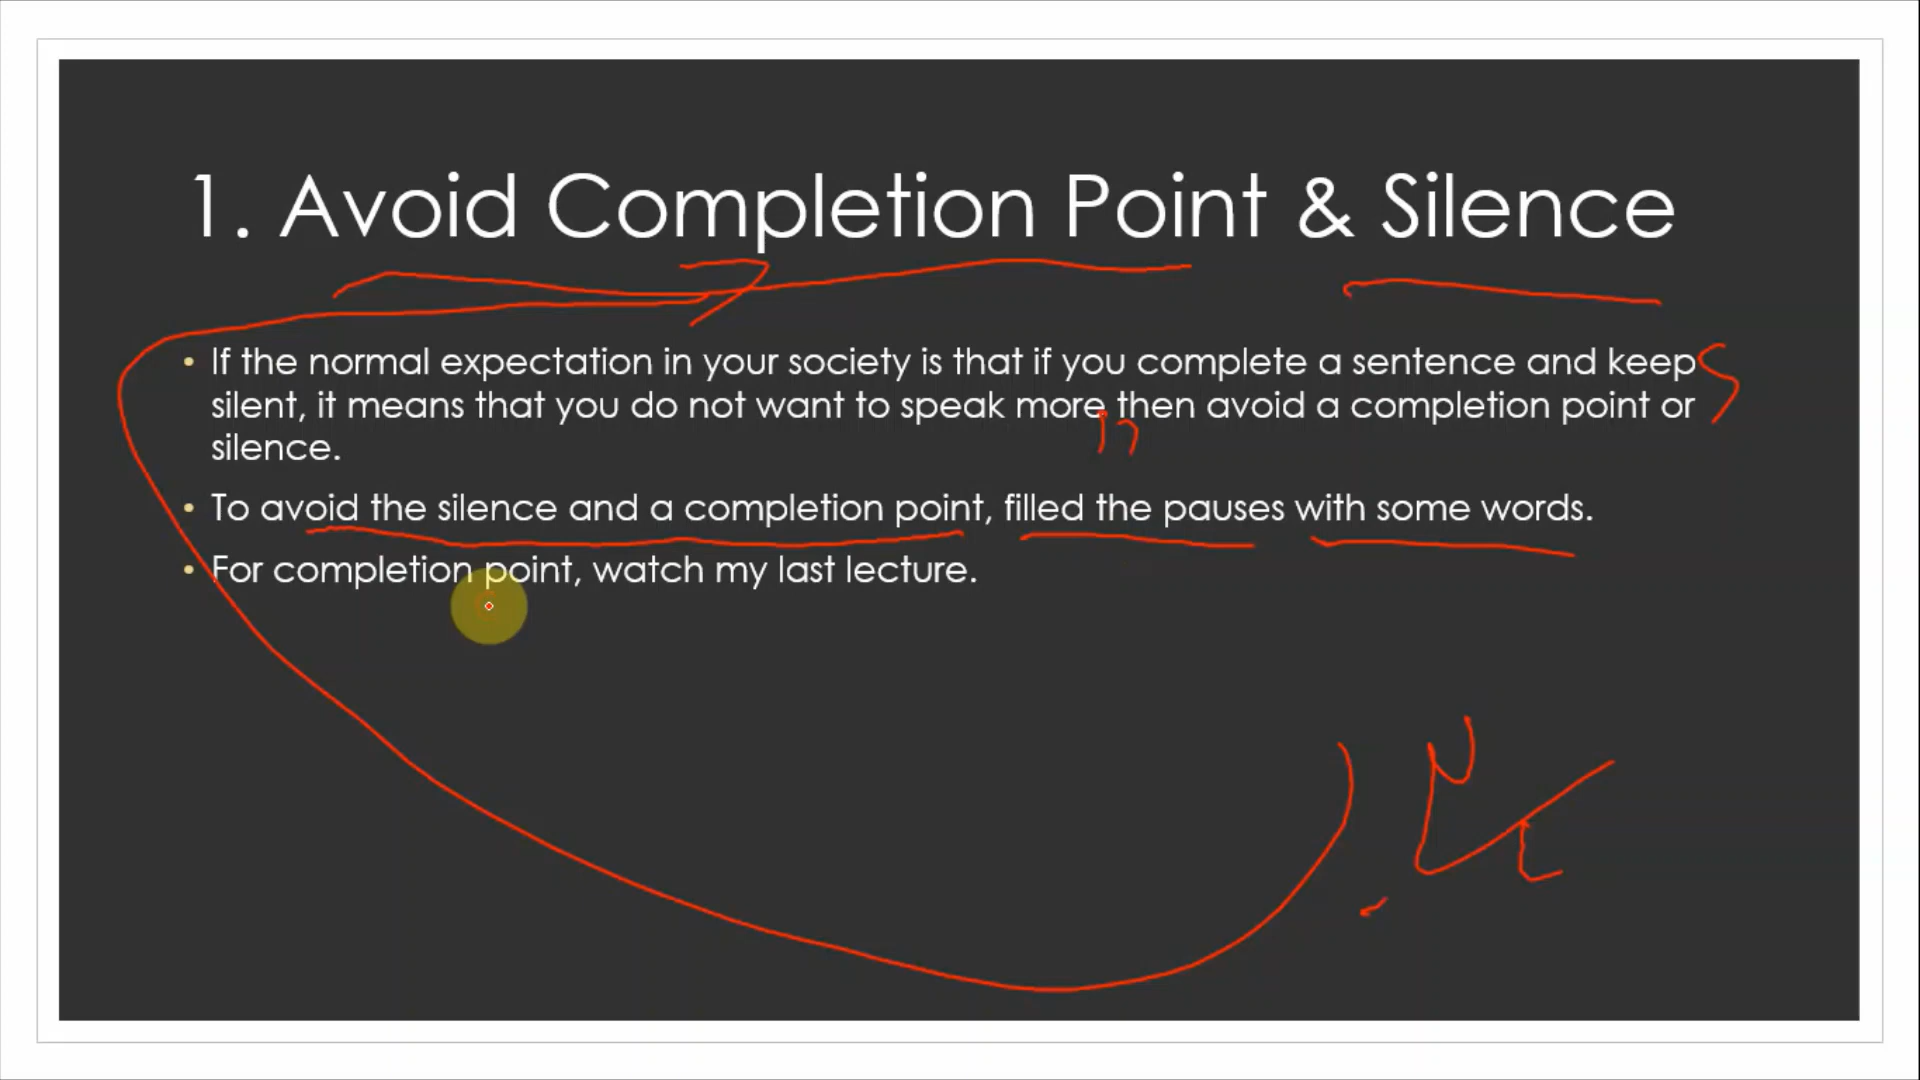 1. Avoid Completion Point & Silence
• If the normal expectation in your society is that if you complete a sentence and keep
silent, it means that you do not want to speak more then avoid a completion point or
silence.
• To avoid the silence and a completion point, filled the pauses with some words.
• For completion point, watch my last lecture.